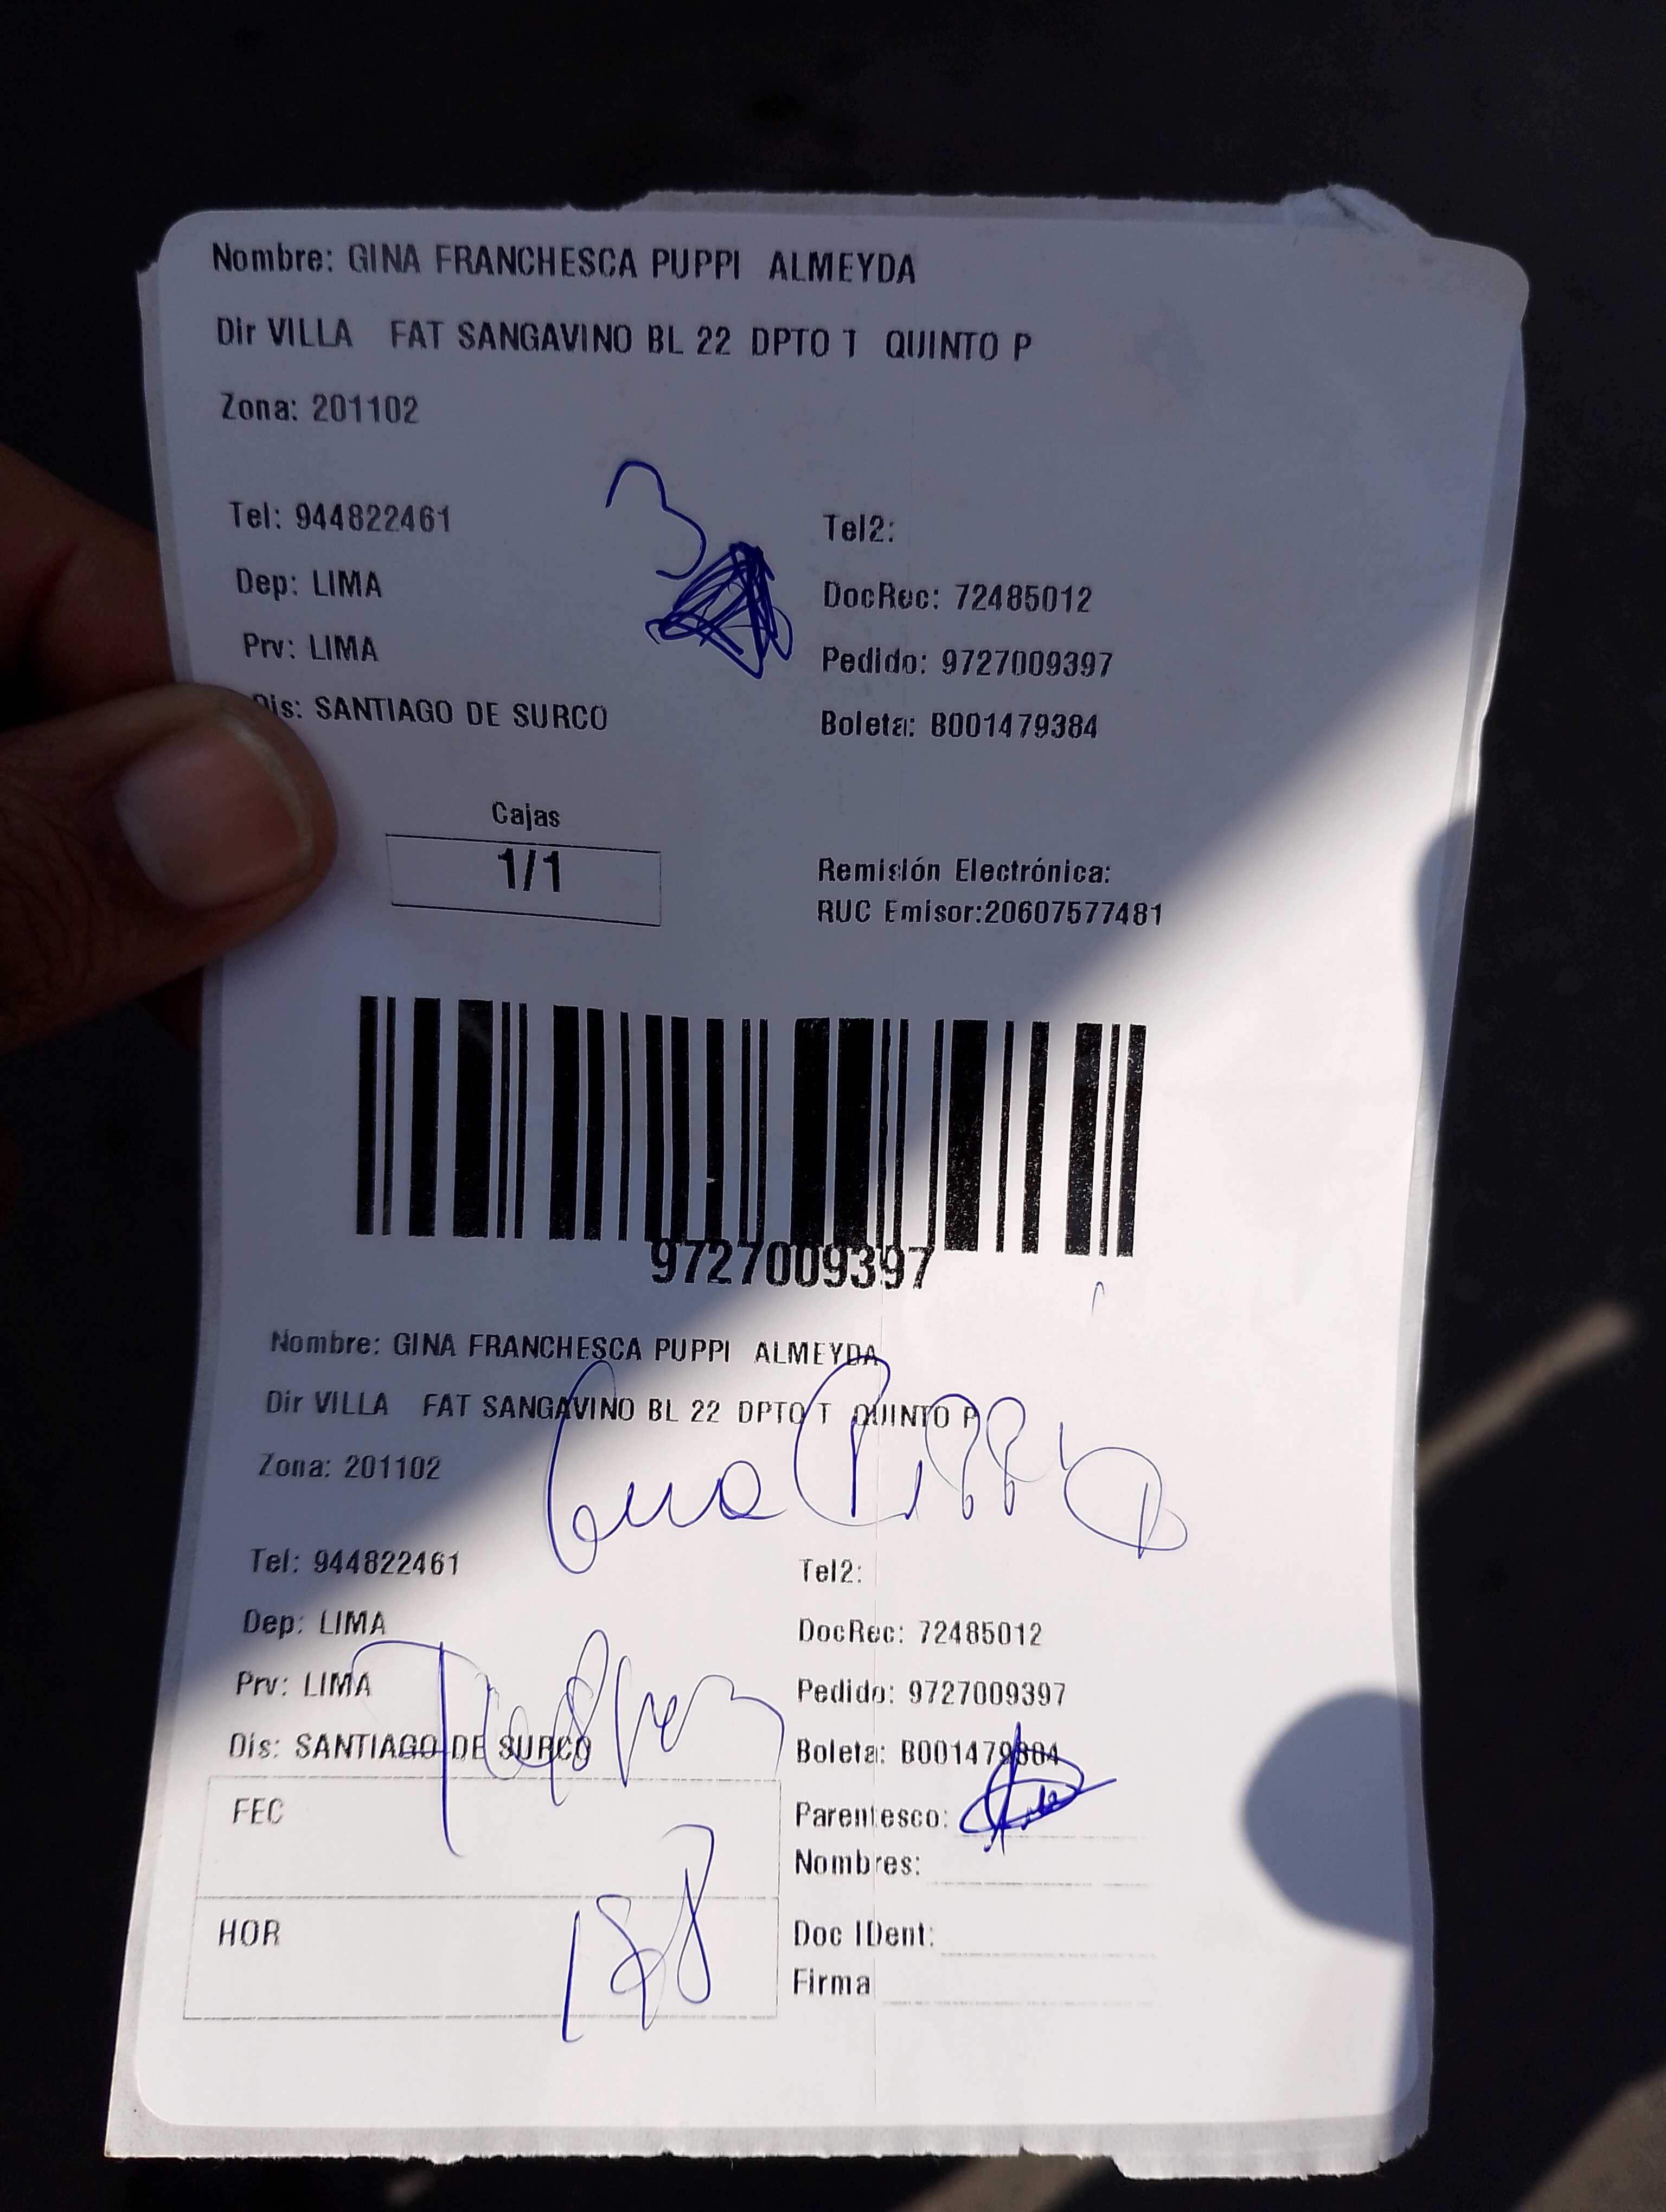 Nombre: GINA FRANCHESCA PUPPI ALMEYDA
Dir VILLA FAT SANGAVINO BL 22 DPTO T QUINTO P
Zona: 201102
3
Tel: 944822461 Tel2:
Dep: LIMA DocRec: 72485012
Prv: LIMA Pedido: 9727009397
Dis: SANTIAGO DE SURCO Boleta: B001479384
Cajas
1/1
Remisión Electrónica:
RUC Emisor:20607577481
9727009397
Nombre: GINA FRANCHESCA PUPPI ALMEYDA
Dir VILLA FAT SANGAVINO BL 22 DPTO T QUINTO P
Gina Puppi
Zona: 201102
Tel: 944822461 Tel2:
Dep: LIMA DocRec: 72485012
Prv: LIMA Pedido: 9727009397
Dis: SANTIAGO DE SURCO Boleta: B001479384
FEC Parentesco:
Nombres:
HOR Doc IDent:
Firma